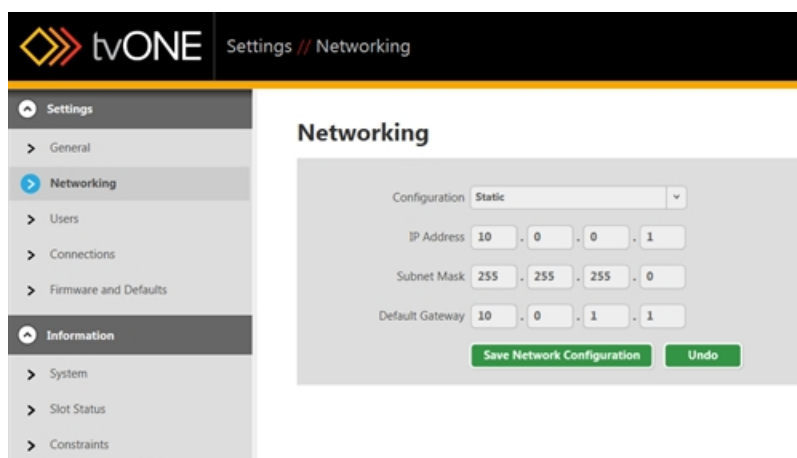 tvONE
Settings // Networking
Settings
General
Networking
Users
Connections
Firmware and Defaults
Information
System
Slot Status
Constraints
Networking
Configuration Static
IP Address 10 . 0 . 0 . 1
Subnet Mask 255 . 255 . 255 . 0
Default Gateway 10 . 0 . 1 . 1
Save Network Configuration Undo